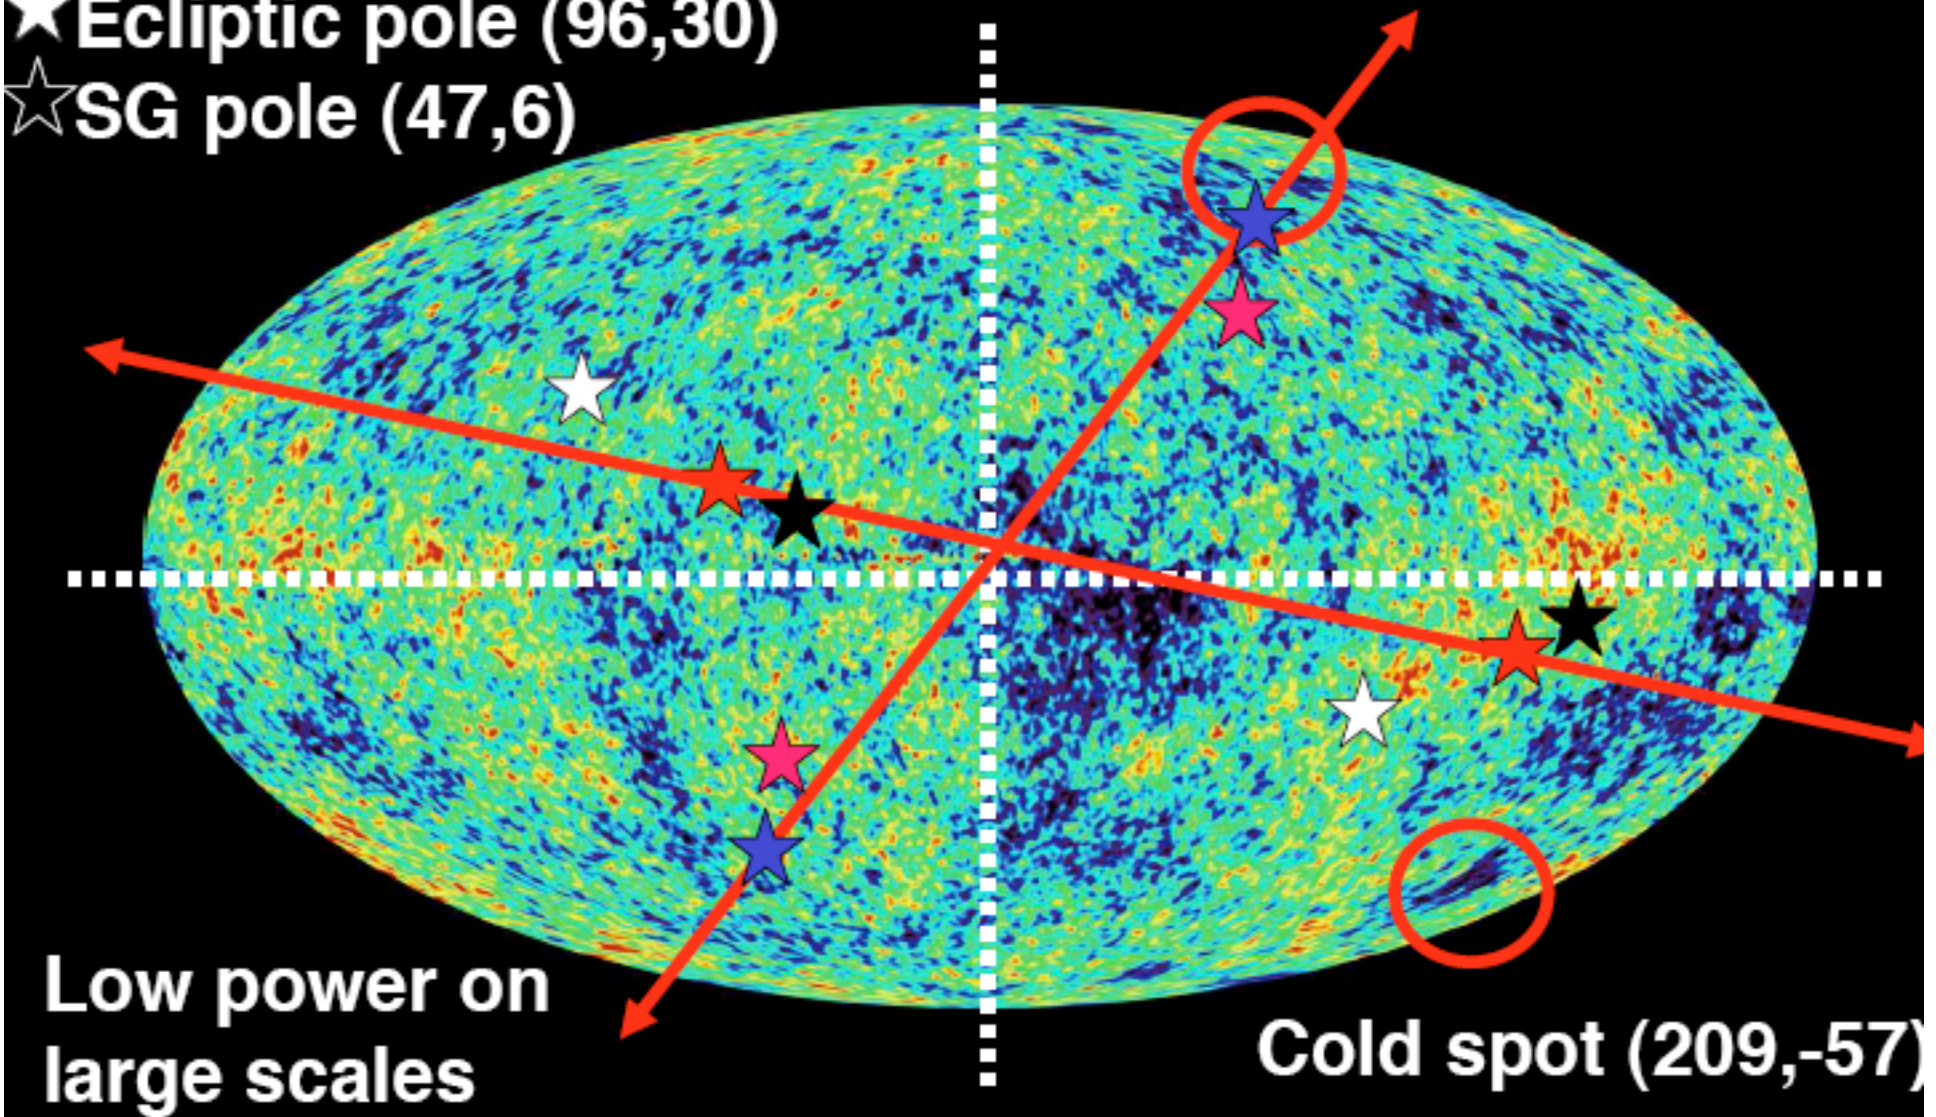 Ecliptic pole (96,30)
SG pole (47,6)
Low power on
large scales
Cold spot (209,-57)